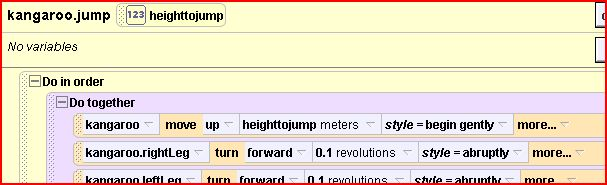 kangaroo.jump 123 heighttojump
No variables
Do in order
Do together
kangaroo move up heighttojump meters style = begin gently more...
kangaroo.rightLeg turn forward 0.1 revolutions style = abruptly more...
kangaroo.leftLeg turn forward 0.1 revolutions style = abruptly more...